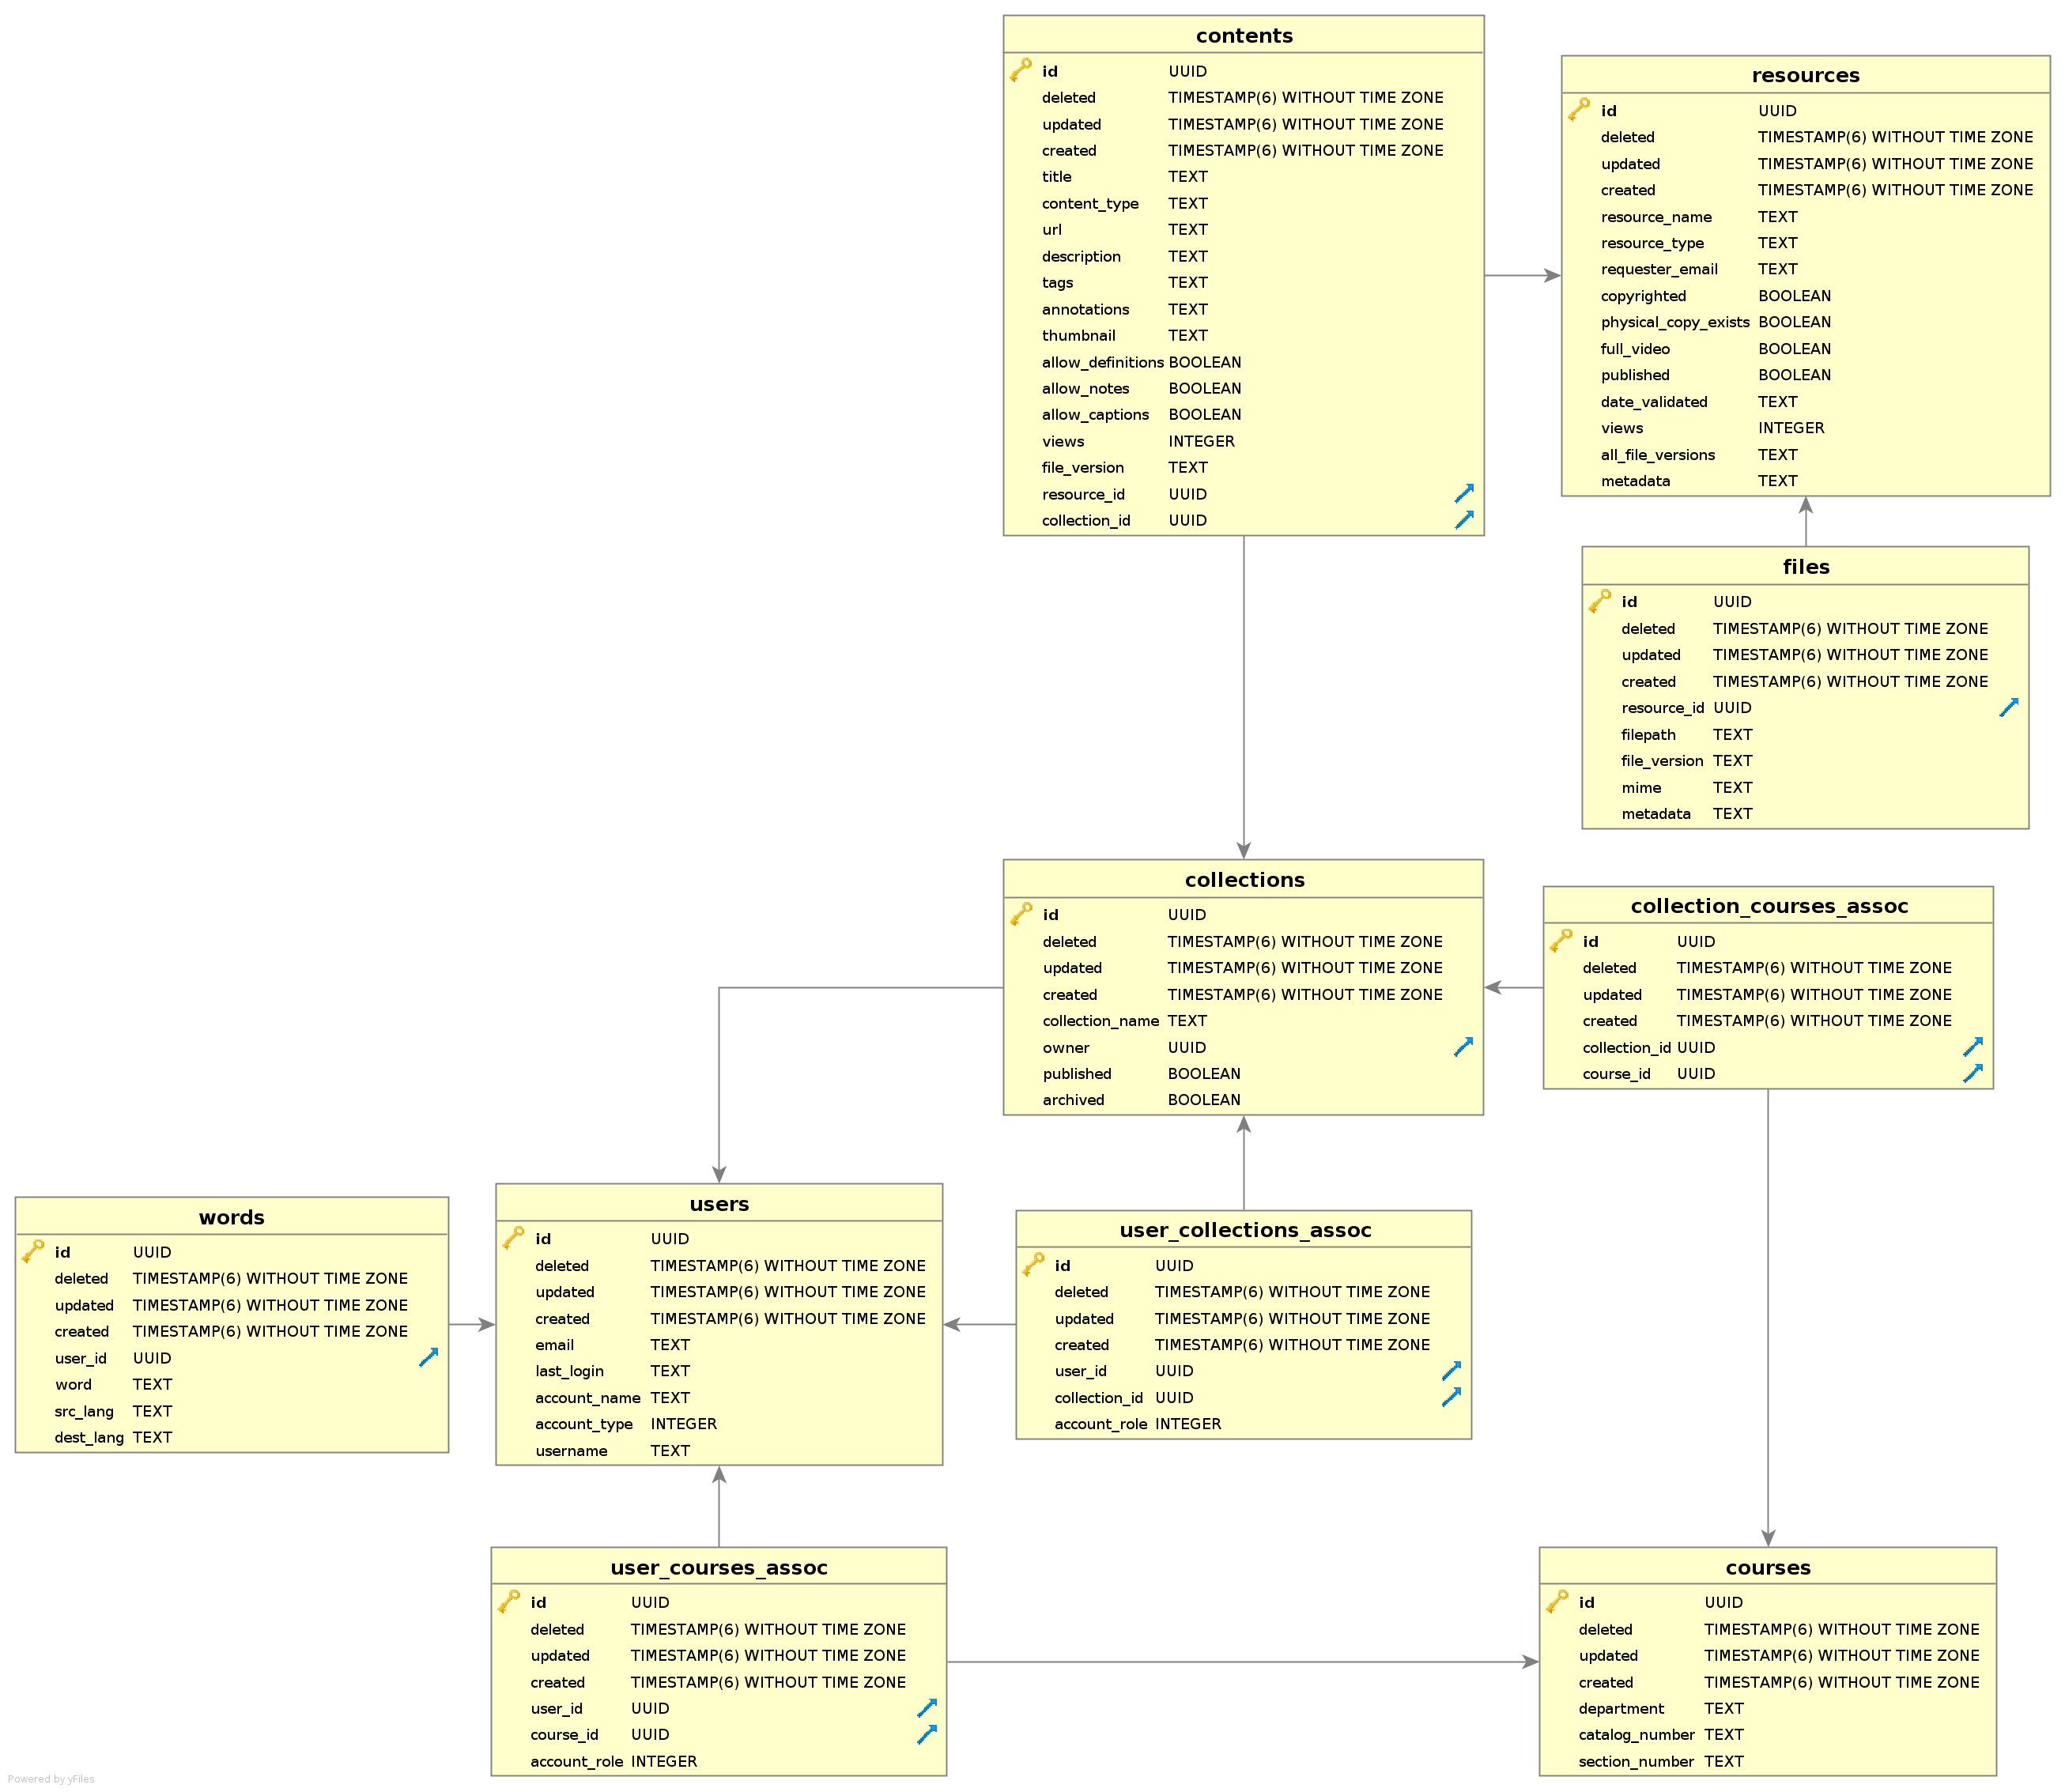 contents
id UUID
deleted TIMESTAMP(6) WITHOUT TIME ZONE
updated TIMESTAMP(6) WITHOUT TIME ZONE
created TIMESTAMP(6) WITHOUT TIME ZONE
title TEXT
content_type TEXT
url TEXT
description TEXT
tags TEXT
annotations TEXT
thumbnail TEXT
allow_definitions BOOLEAN
allow_notes BOOLEAN
allow_captions BOOLEAN
views INTEGER
file_version TEXT
resource_id UUID
collection_id UUID
resources
id UUID
deleted TIMESTAMP(6) WITHOUT TIME ZONE
updated TIMESTAMP(6) WITHOUT TIME ZONE
created TIMESTAMP(6) WITHOUT TIME ZONE
resource_name TEXT
resource_type TEXT
requester_email TEXT
copyrighted BOOLEAN
physical_copy_exists BOOLEAN
full_video BOOLEAN
published BOOLEAN
date_validated TEXT
views INTEGER
all_file_versions TEXT
metadata TEXT
files
id UUID
deleted TIMESTAMP(6) WITHOUT TIME ZONE
updated TIMESTAMP(6) WITHOUT TIME ZONE
created TIMESTAMP(6) WITHOUT TIME ZONE
resource_id UUID
filepath TEXT
file_version TEXT
mime TEXT
metadata TEXT
collections
id UUID
deleted TIMESTAMP(6) WITHOUT TIME ZONE
updated TIMESTAMP(6) WITHOUT TIME ZONE
created TIMESTAMP(6) WITHOUT TIME ZONE
collection_name TEXT
owner UUID
published BOOLEAN
archived BOOLEAN
collection_courses_assoc
id UUID
deleted TIMESTAMP(6) WITHOUT TIME ZONE
updated TIMESTAMP(6) WITHOUT TIME ZONE
created TIMESTAMP(6) WITHOUT TIME ZONE
collection_id UUID
course_id UUID
words
id UUID
deleted TIMESTAMP(6) WITHOUT TIME ZONE
updated TIMESTAMP(6) WITHOUT TIME ZONE
created TIMESTAMP(6) WITHOUT TIME ZONE
user_id UUID
word TEXT
src_lang TEXT
dest_lang TEXT
users
id UUID
deleted TIMESTAMP(6) WITHOUT TIME ZONE
updated TIMESTAMP(6) WITHOUT TIME ZONE
created TIMESTAMP(6) WITHOUT TIME ZONE
email TEXT
last_login TEXT
account_name TEXT
account_type INTEGER
username TEXT
user_collections_assoc
id UUID
deleted TIMESTAMP(6) WITHOUT TIME ZONE
updated TIMESTAMP(6) WITHOUT TIME ZONE
created TIMESTAMP(6) WITHOUT TIME ZONE
user_id UUID
collection_id UUID
account_role INTEGER
user_courses_assoc
id UUID
deleted TIMESTAMP(6) WITHOUT TIME ZONE
updated TIMESTAMP(6) WITHOUT TIME ZONE
created TIMESTAMP(6) WITHOUT TIME ZONE
user_id UUID
course_id UUID
account_role INTEGER
courses
id UUID
deleted TIMESTAMP(6) WITHOUT TIME ZONE
updated TIMESTAMP(6) WITHOUT TIME ZONE
created TIMESTAMP(6) WITHOUT TIME ZONE
department TEXT
catalog_number TEXT
section_number TEXT
Powered by yFiles